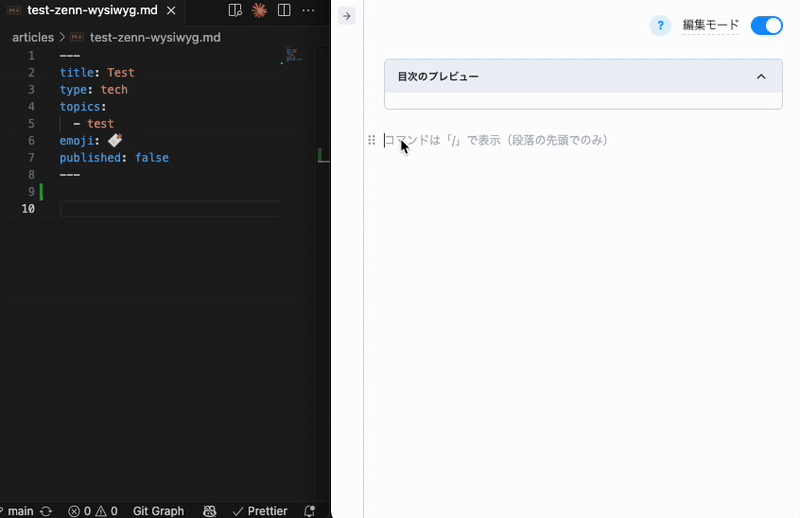 test-zenn-wysiwyg.md
articles > test-zenn-wysiwyg.md
1 ---
2 title: Test
3 type: tech
4 topics:
5 - test
6 emoji:
7 published: false
8 ---
9
10
main 0 0 Git Graph Prettier
? 編集モード
目次のプレビュー
コマンドは「/」で表示（段落の先頭でのみ）